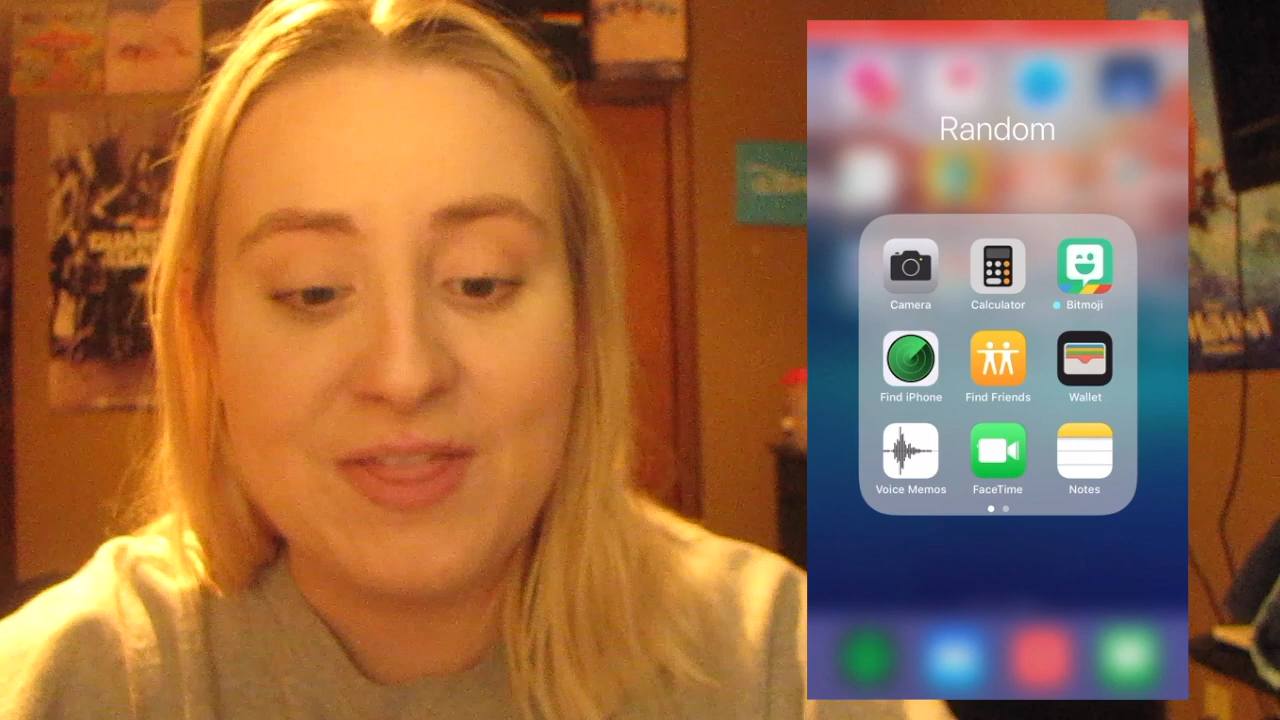 Random
Camera Calculator Bitmoji
Find iPhone Find Friends Wallet
Voice Memos FaceTime Notes